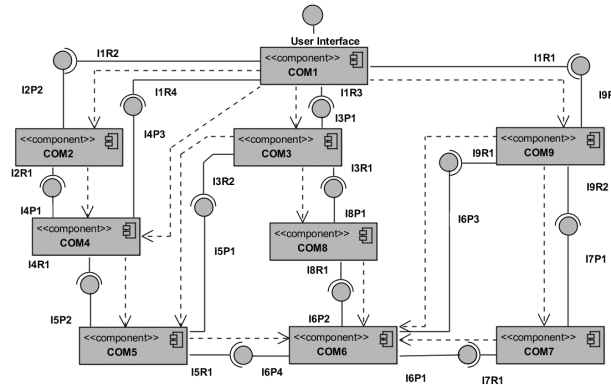 User Interface
I1R2
<<component>>
COM1
I1R1
I2P2
I1R4
I1R3
I9P
I4P3
I3P1
<<component>>
COM2
<<component>>
COM3
<<component>>
COM9
I2R1
I3R2
I3R1
I9R1
I9R2
I4P1
I8P1
I6P3
<<component>>
COM4
<<component>>
COM8
I4R1
I5P1
I8R1
I7P1
I5P2
I6P2
<<component>>
COM5
<<component>>
COM6
<<component>>
COM7
I5R1
I6P4
I6P1
I7R1